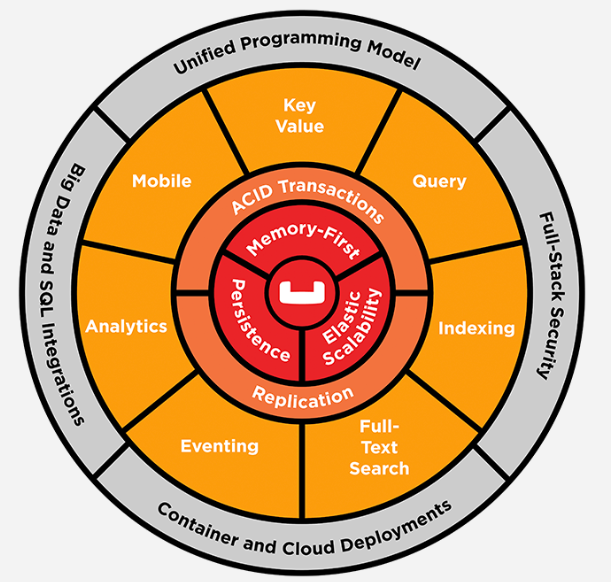 Unified Programming Model
Key
Value
Mobile
Query
ACID Transactions
Memory-First
Big Data and SQL Integrations
Full-Stack Security
Persistence
Elastic
Scalability
Analytics
Indexing
Replication
Eventing
Full-
Text
Search
Container and Cloud Deployments